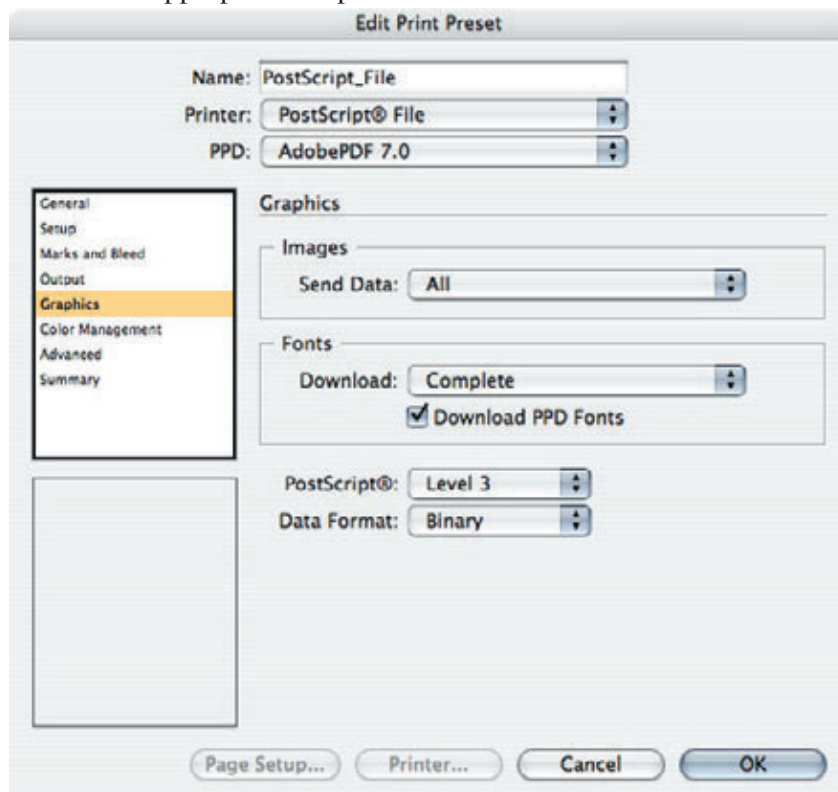 Edit Print Preset
Name: PostScript_File
Printer: PostScript® File
PPD: AdobePDF 7.0
General
Setup
Marks and Bleed
Output
Graphics
Color Management
Advanced
Summary
Graphics
Images
Send Data: All
Fonts
Download: Complete
Download PPD Fonts
PostScript®: Level 3
Data Format: Binary
Page Setup... Printer... Cancel OK